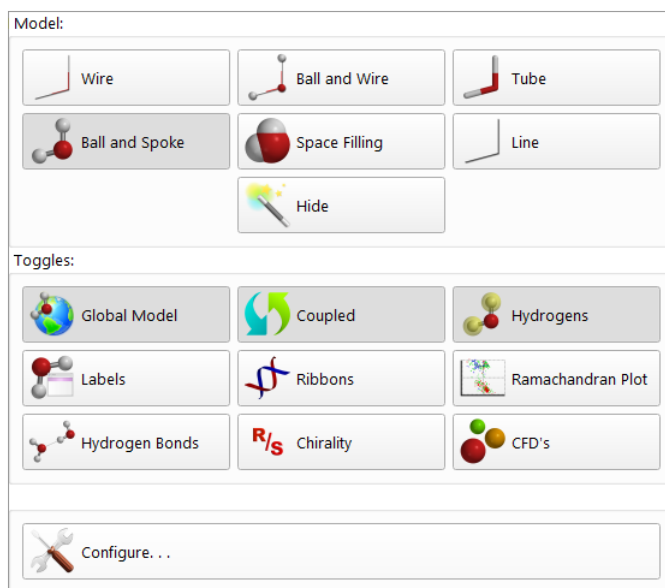 Model:
Wire
Ball and Wire
Tube
Ball and Spoke
Space Filling
Line
Hide
Toggles:
Global Model
Coupled
Hydrogens
Labels
Ribbons
Ramachandran Plot
Hydrogen Bonds
R/S Chirality
CFD's
Configure. . .